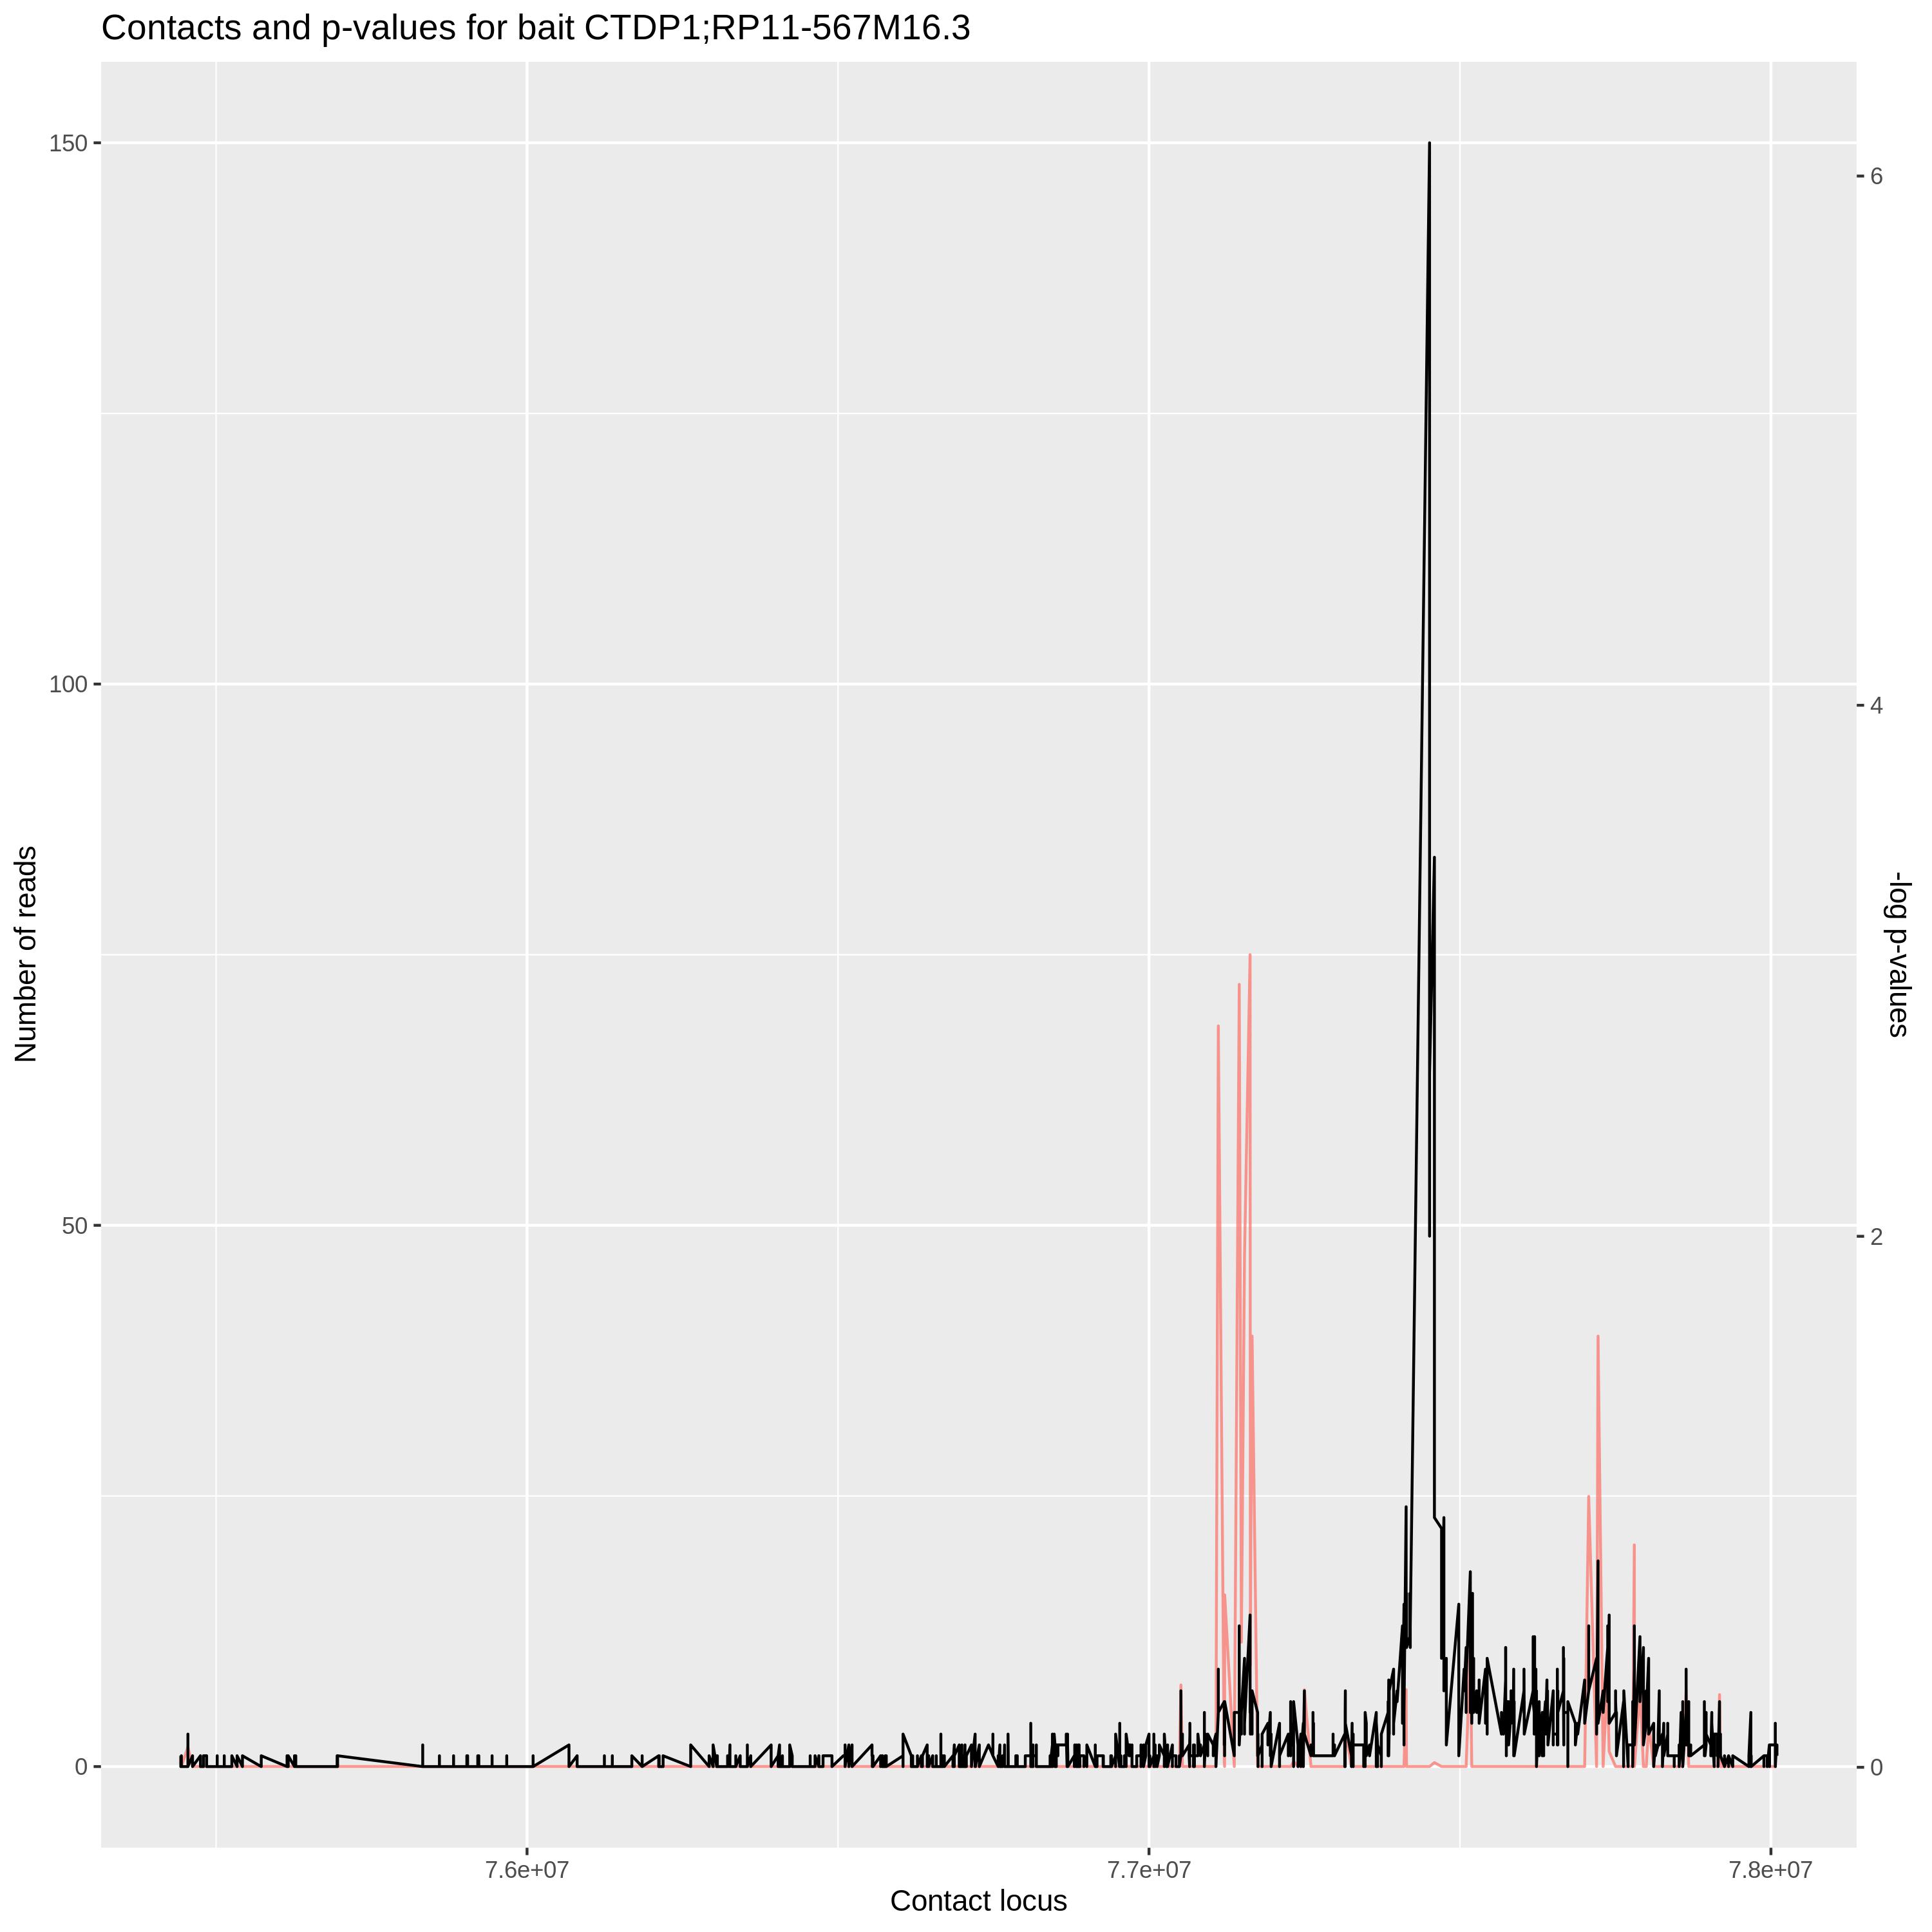 Contacts and p-values for bait CTDP1;RP11-567M16.3
150
100
50
0
Number of reads
6
4
2
0
-log p-values
7.6e+07
7.7e+07
7.8e+07
Contact locus